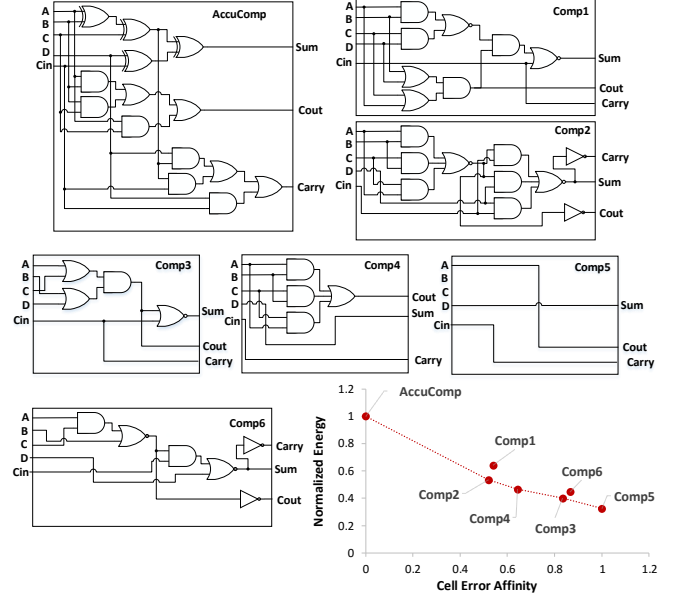 AccuComp
A
B
C
D
Cin
Sum
Cout
Carry
Comp1
A
B
C
D
Cin
Sum
Cout
Carry
Comp2
A
B
C
D
Cin
Carry
Sum
Cout
Comp3
A
B
C
D
Cin
Sum
Cout
Carry
Comp4
A
B
C
D
Cin
Cout
Sum
Carry
Comp5
A
B
C
D
Cin
Sum
Cout
Carry
Comp6
A
B
C
D
Cin
Carry
Sum
Cout
Normalized Energy
1.2
1
0.8
0.6
0.4
0.2
0
AccuComp
Comp1
Comp2
Comp4
Comp6
Comp5
Comp3
0 0.2 0.4 0.6 0.8 1 1.2
Cell Error Affinity